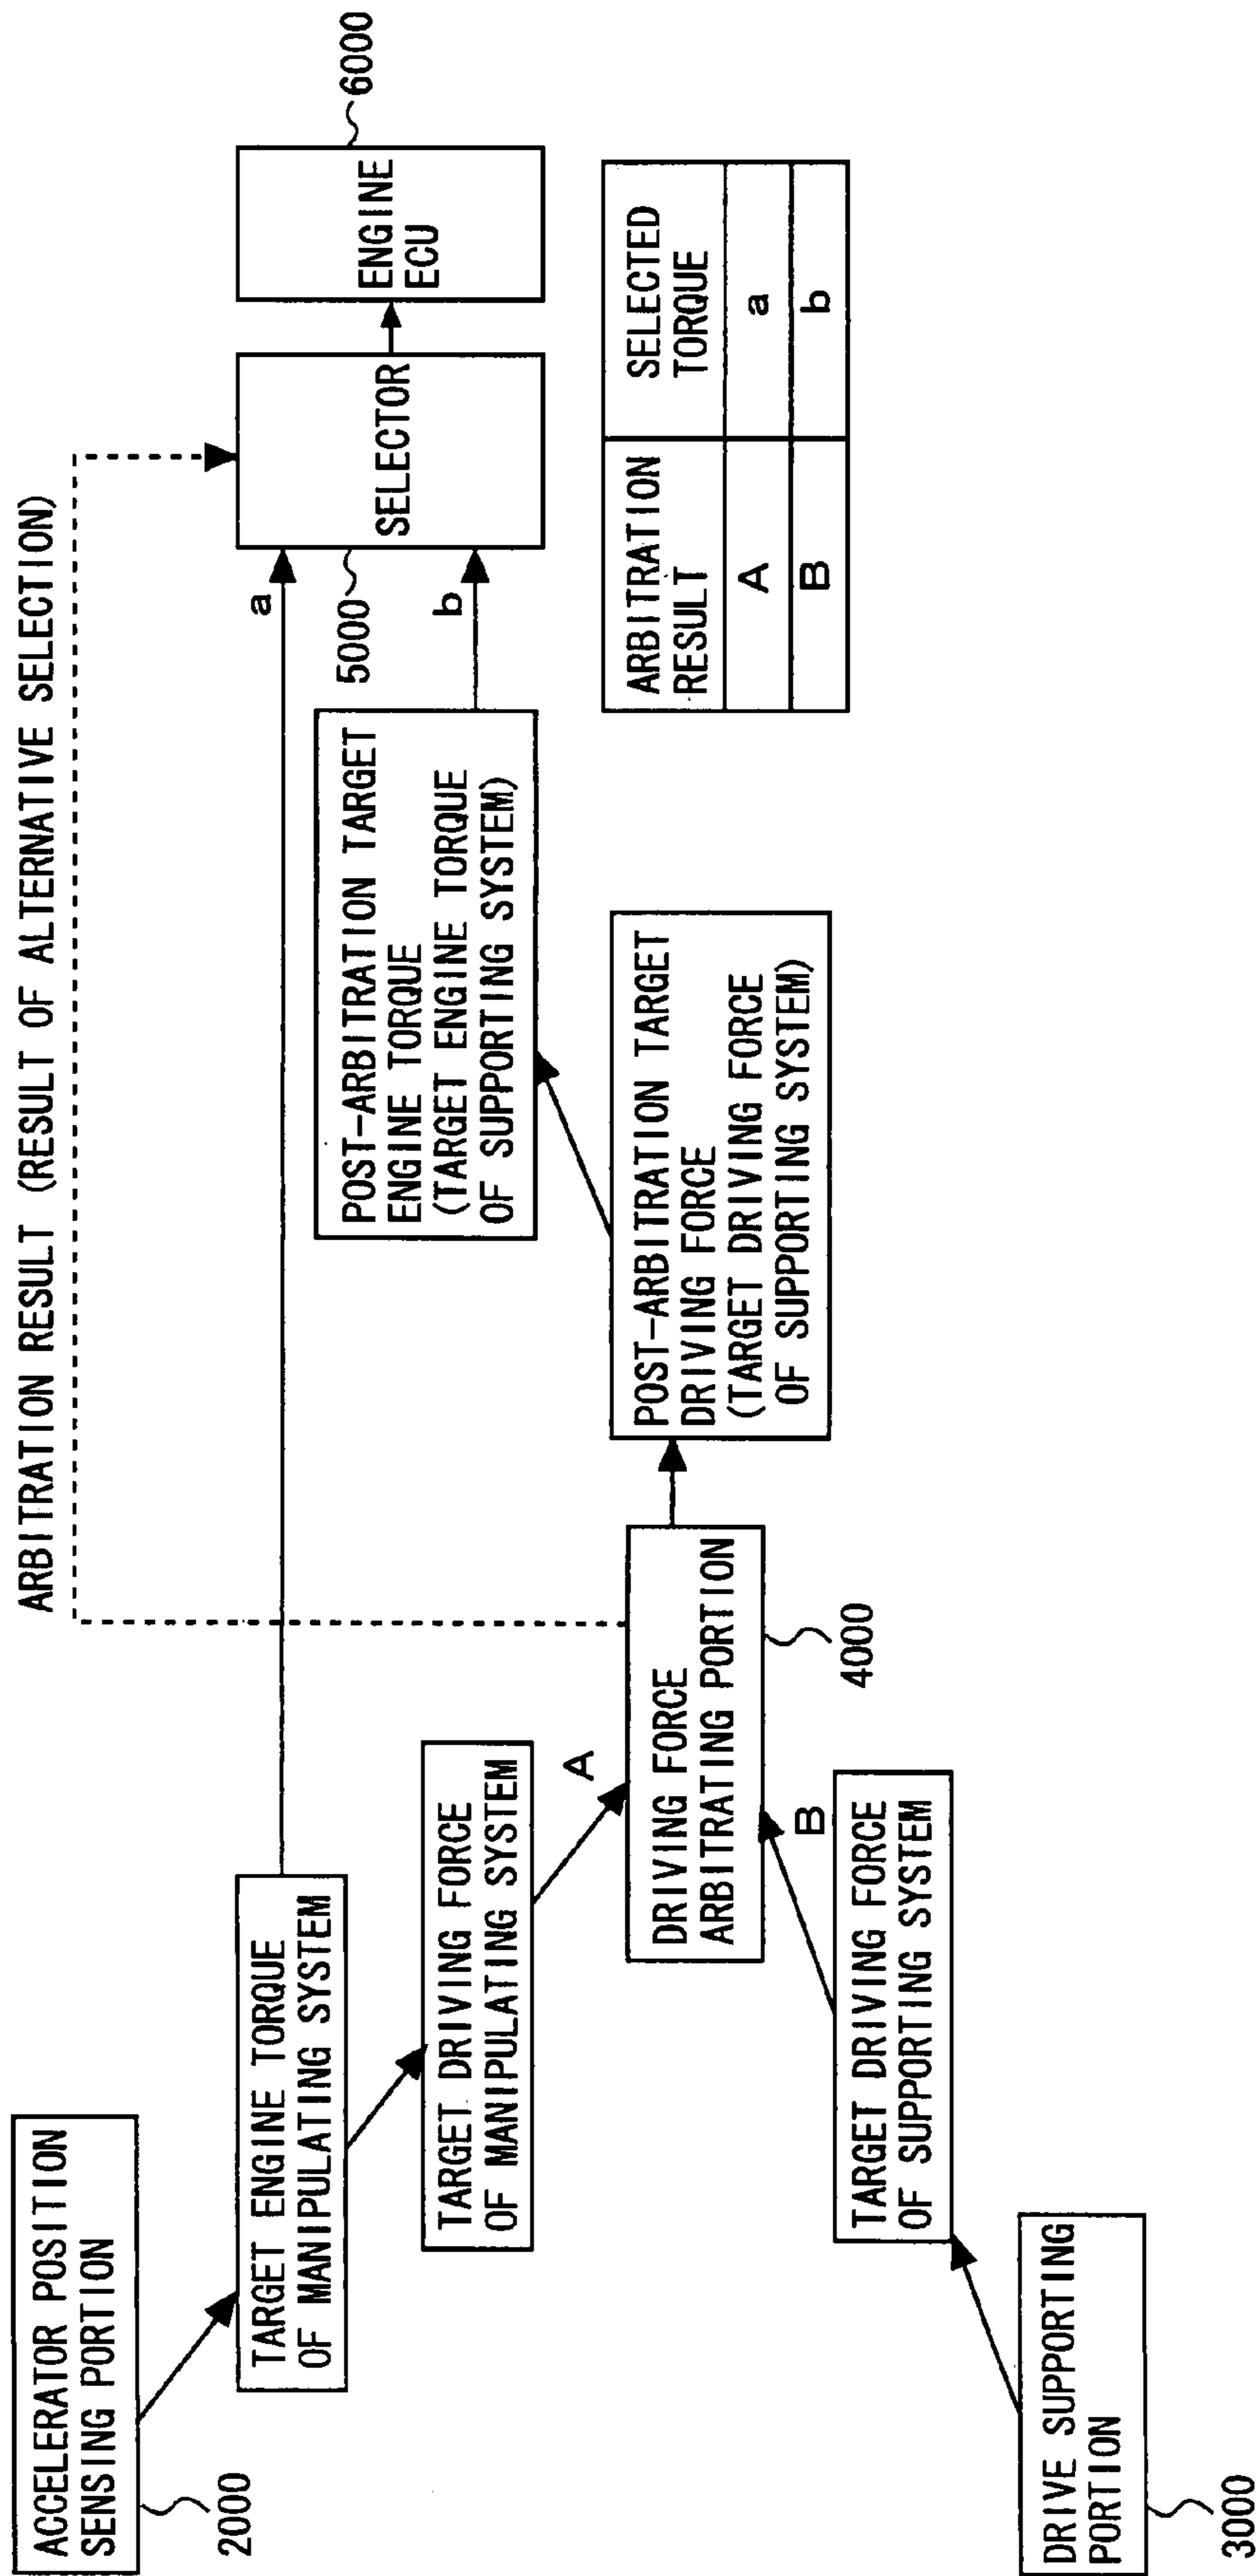 ARBITRATION RESULT (RESULT OF ALTERNATIVE SELECTION)
ACCELERATOR POSITION
SENSING PORTION
2000
TARGET ENGINE TORQUE
OF MANIPULATING SYSTEM
a
TARGET DRIVING FORCE
OF MANIPULATING SYSTEM
A
DRIVING FORCE
ARBITRATING PORTION
4000
B
TARGET DRIVING FORCE
OF SUPPORTING SYSTEM
DRIVE SUPPORTING
PORTION
3000
POST-ARBITRATION TARGET
DRIVING FORCE
(TARGET DRIVING FORCE
OF SUPPORTING SYSTEM)
POST-ARBITRATION TARGET
ENGINE TORQUE
(TARGET ENGINE TORQUE
OF SUPPORTING SYSTEM)
b
5000
SELECTOR
ENGINE
ECU
6000
ARBITRATION
RESULT
SELECTED
TORQUE
A
a
B
b